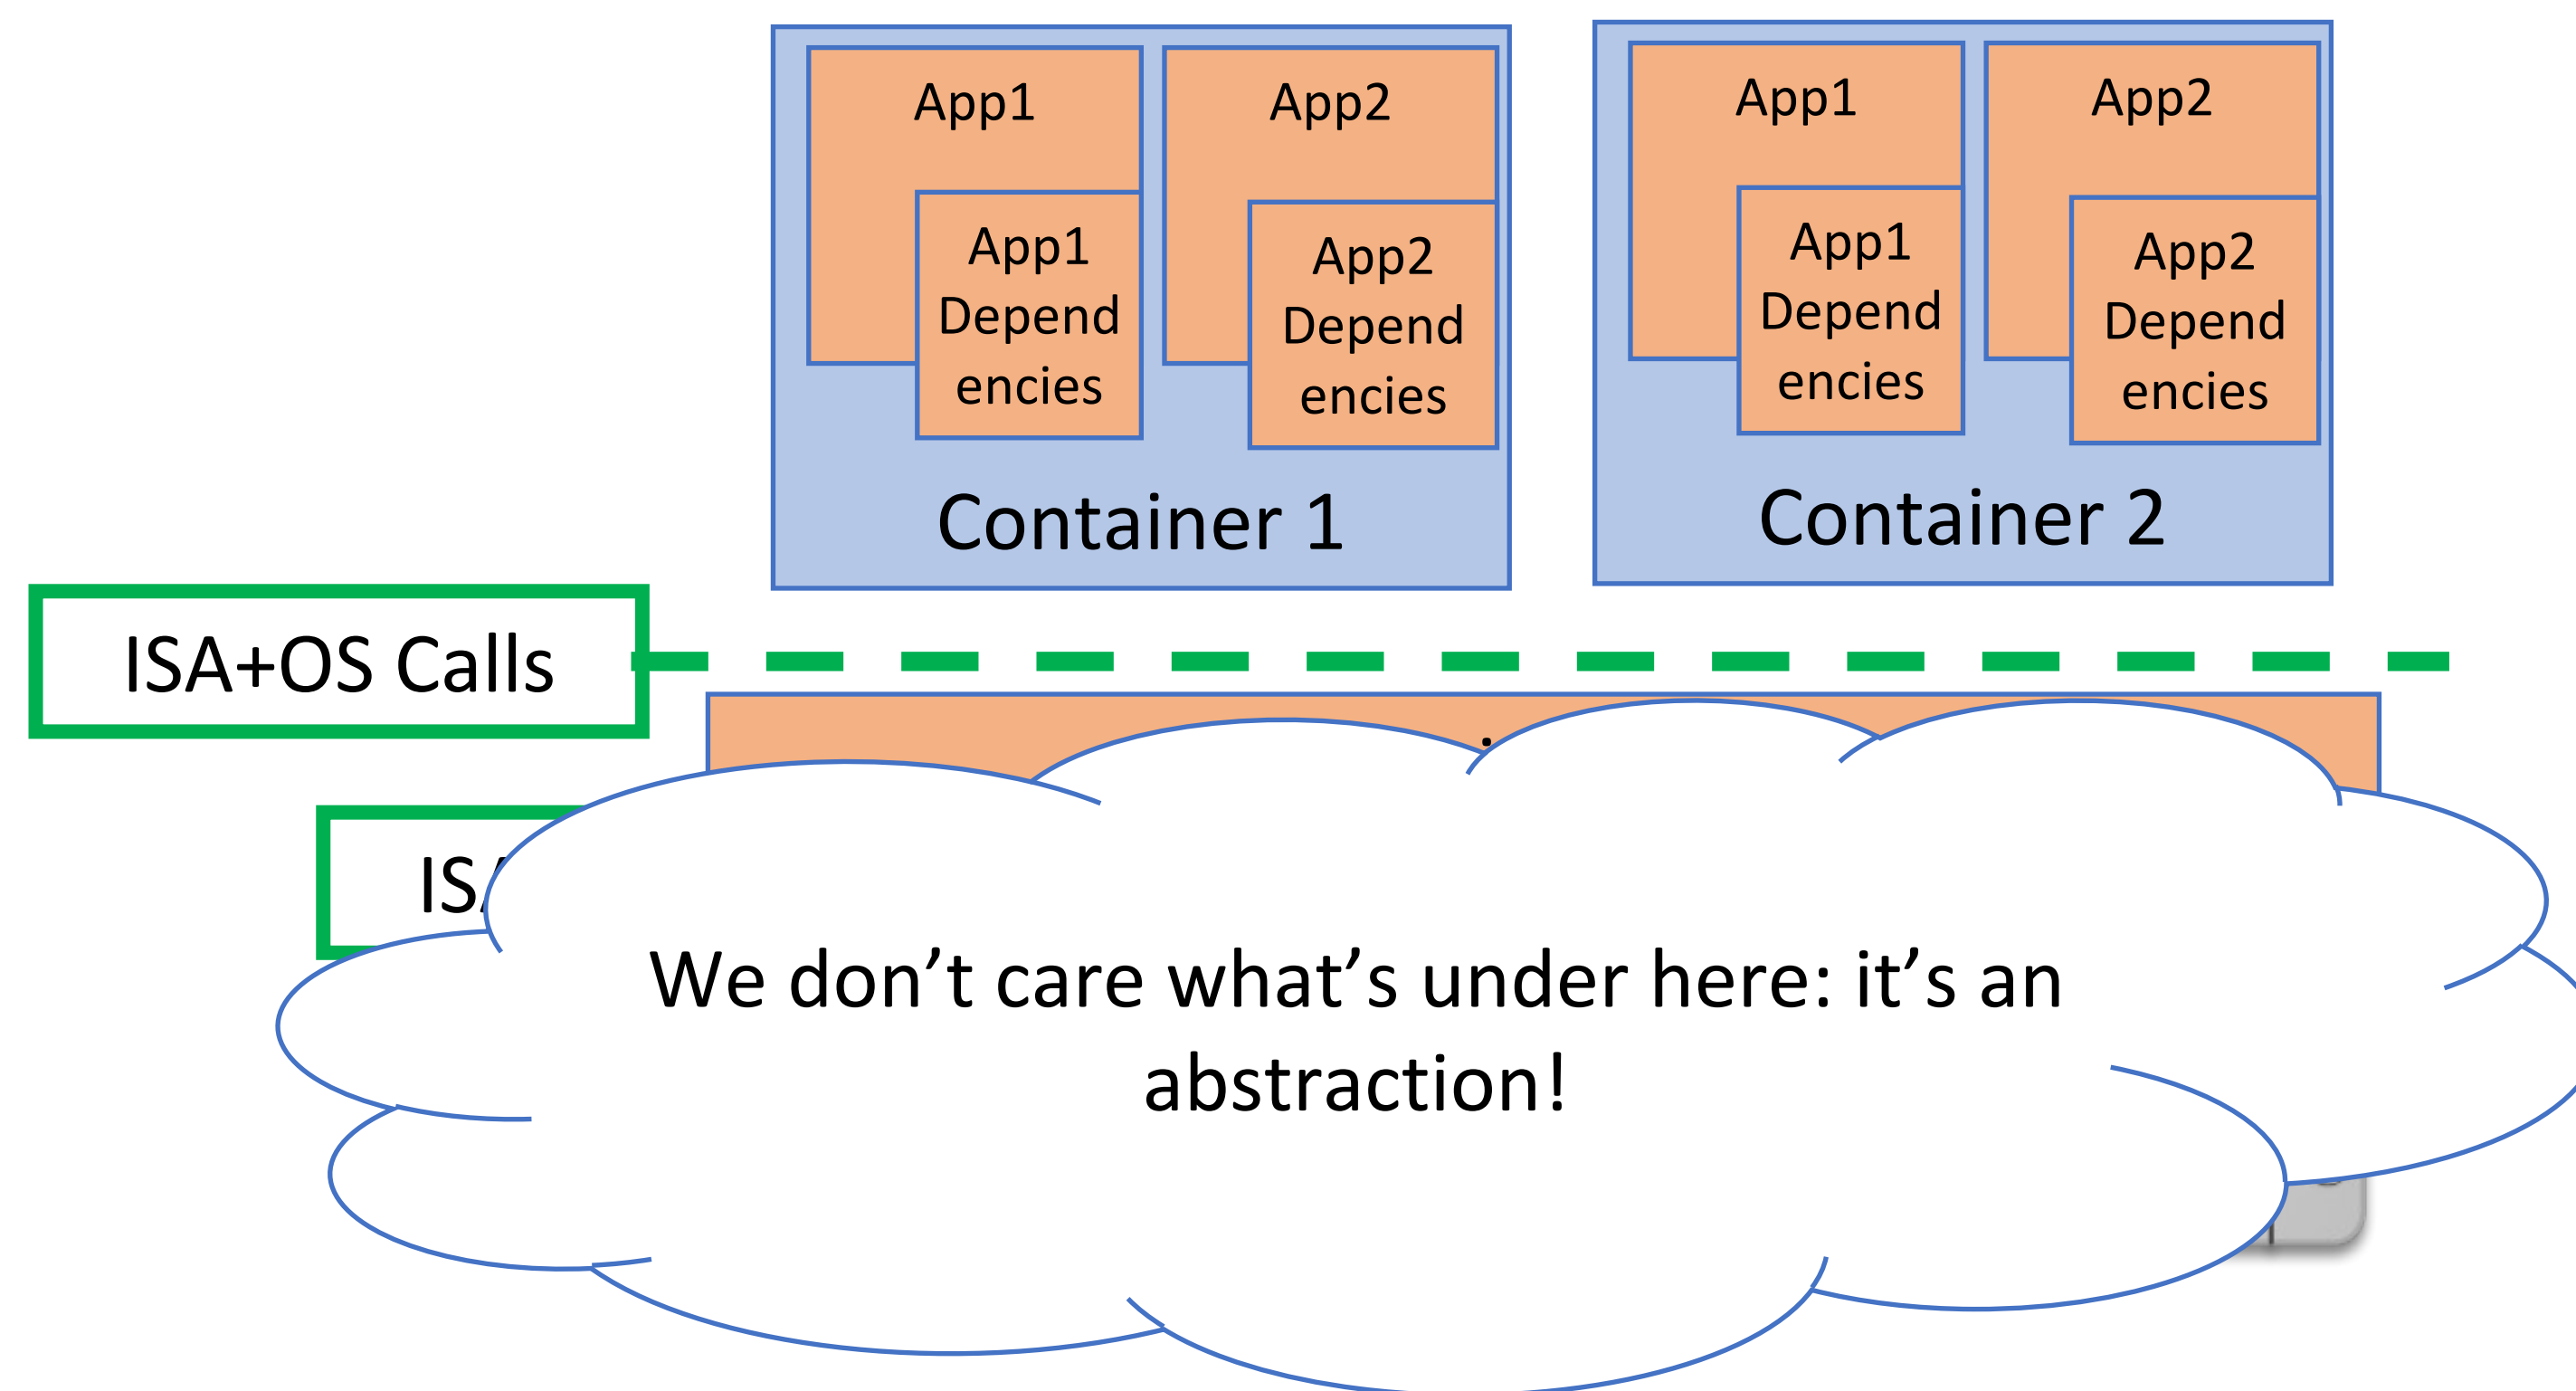 App1
App2
App1
Depend
encies
App2
Depend
encies
Container 1
App1
App2
App1
Depend
encies
App2
Depend
encies
Container 2
ISA+OS Calls
We don’t care what’s under here: it’s an
abstraction!